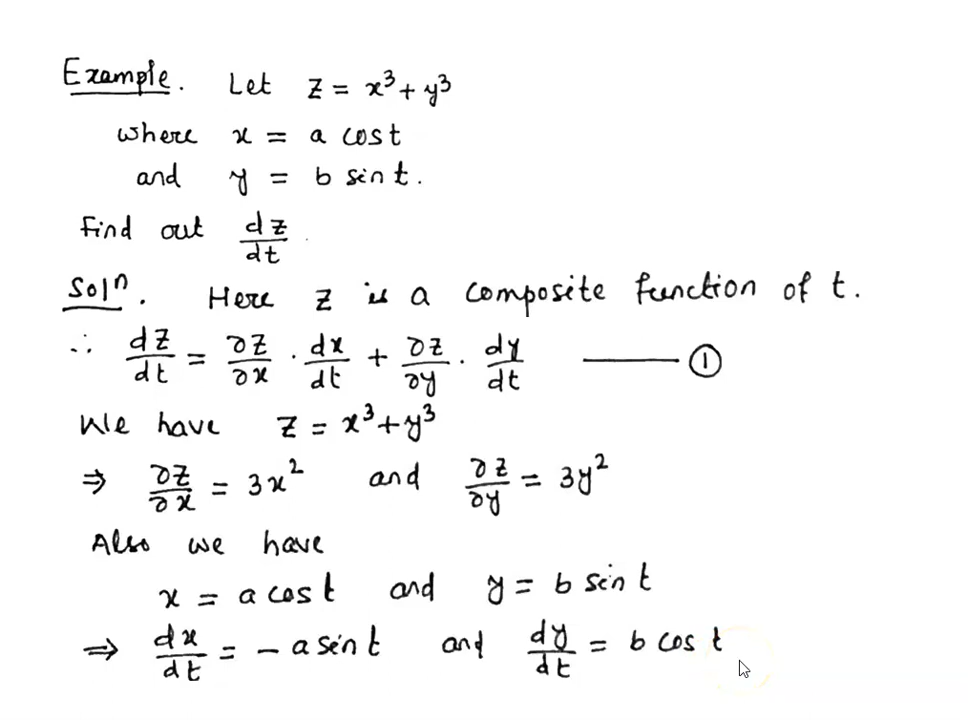 Example. Let z = x³ + y³
where x = a cos t
and y = b sin t.
Find out dz/dt
Solⁿ. Here z is a composite function of t.
∴ dz/dt = ∂z/∂x · dx/dt + ∂z/∂y · dy/dt —— ①
We have z = x³ + y³
⇒ ∂z/∂x = 3x² and ∂z/∂y = 3y²
Also we have
x = a cos t and y = b sin t
⇒ dx/dt = – a sin t and dy/dt = b cos t